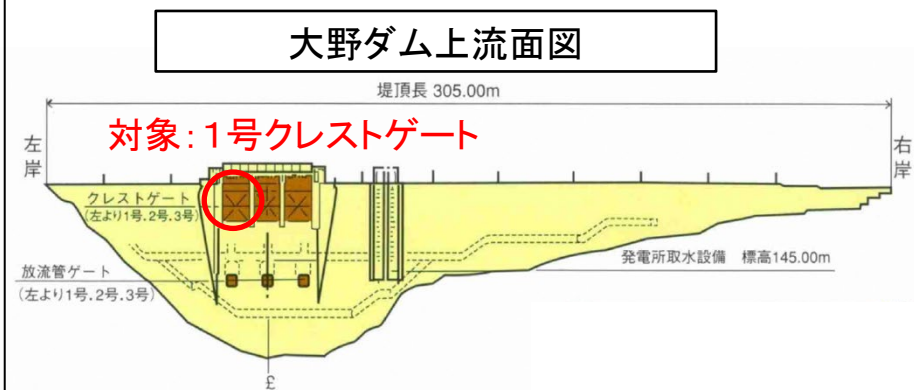 大野ダム上流面図
堤頂長 305.00m
左岸
対象：１号クレストゲート
右岸
クレストゲート
(左より1号.2号.3号)
発電所取水設備 標高145.00m
放流管ゲート
(左より1号.2号.3号)